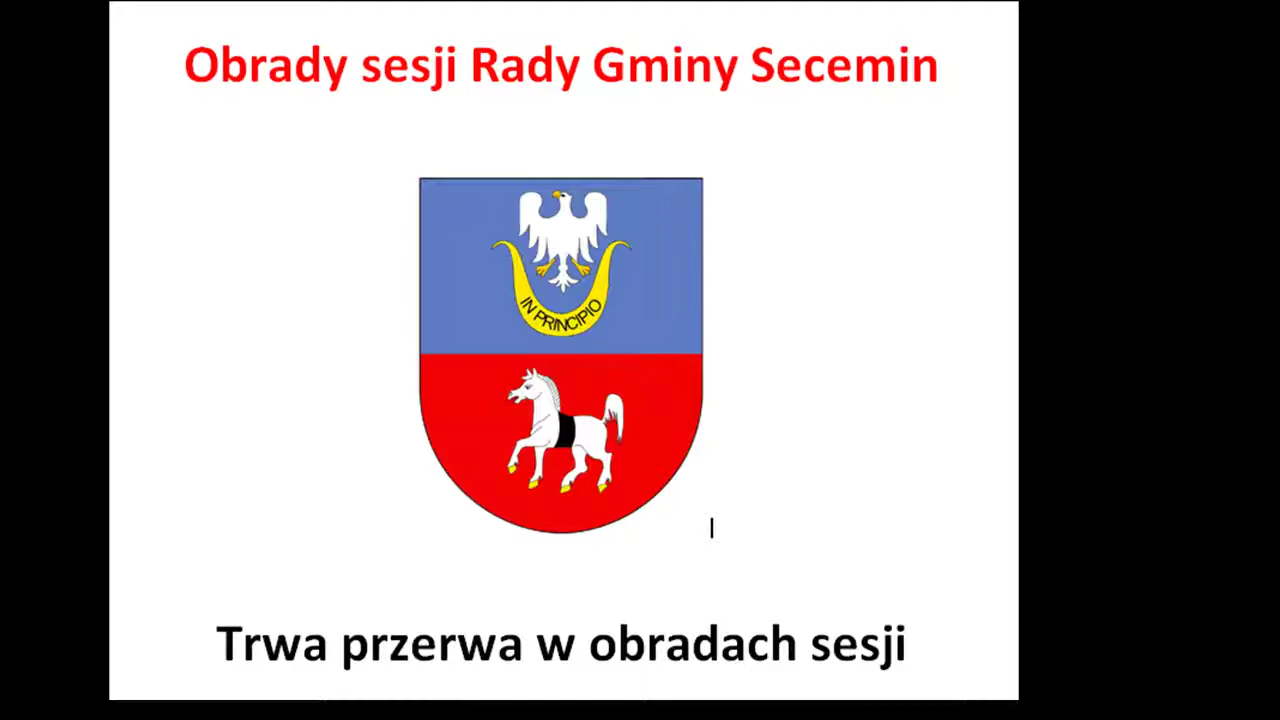 Obrady sesji Rady Gminy Secemin
IN PRINCIPIO
Trwa przerwa w obradach sesji